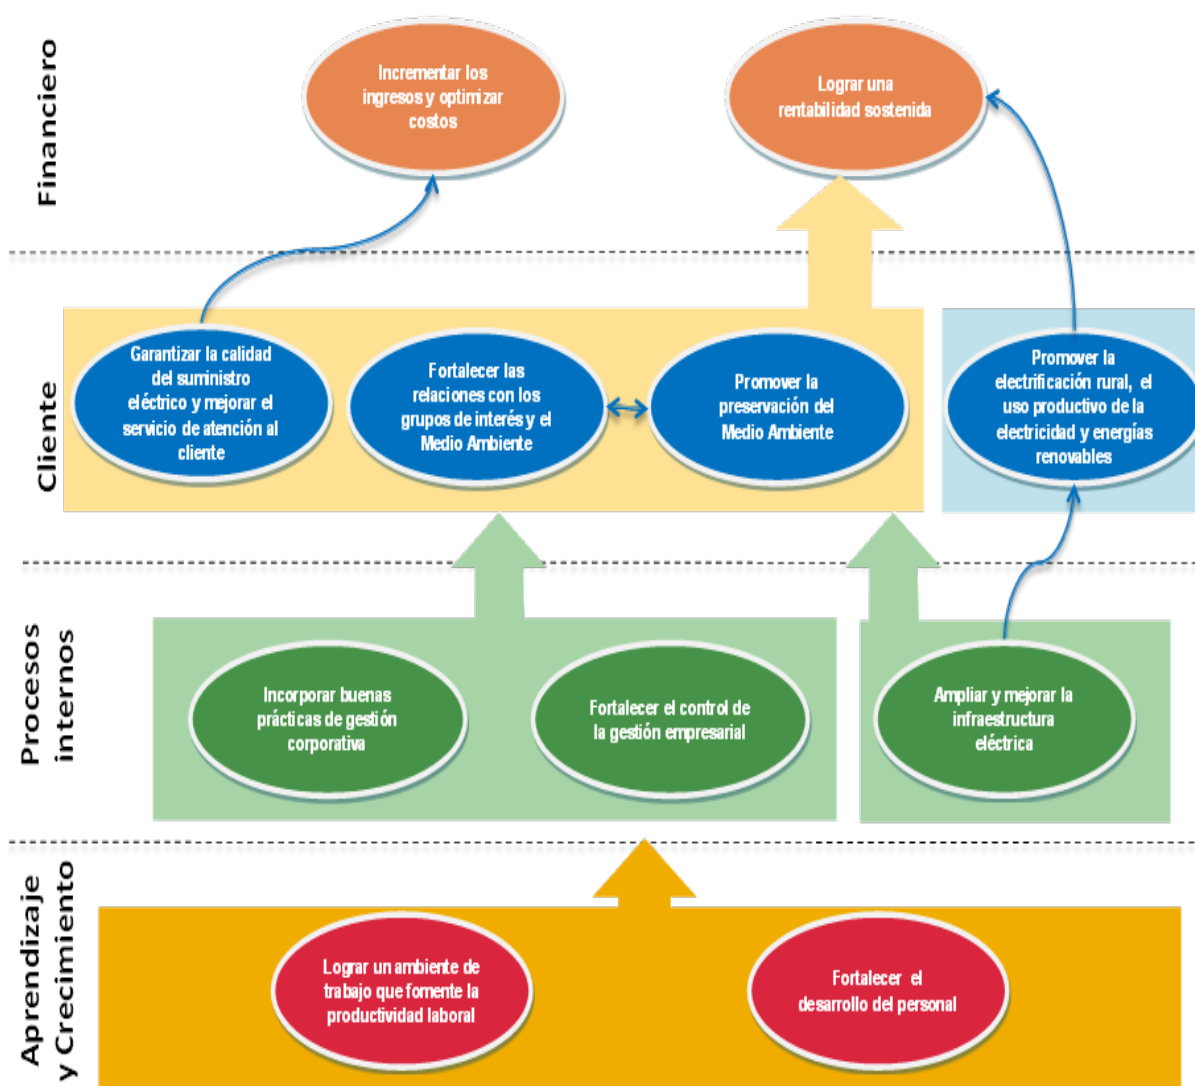 Financiero
Incrementar los
ingresos y optimizar
costos
Lograr una
rentabilidad sostenida
Cliente
Garantizar la calidad
del suministro
eléctrico y mejorar el
servicio de atención al
cliente
Fortalecer las
relaciones con los
grupos de interés y el
Medio Ambiente
Promover la
preservación del
Medio Ambiente
Promover la
electrificación rural, el
uso productivo de la
electricidad y energías
renovables
Procesos
internos
Incorporar buenas
prácticas de gestión
corporativa
Fortalecer el control de
la gestión empresarial
Ampliar y mejorar la
infraestructura
eléctrica
Aprendizaje
y Crecimiento
Lograr un ambiente de
trabajo que fomente la
productividad laboral
Fortalecer el
desarrollo del personal